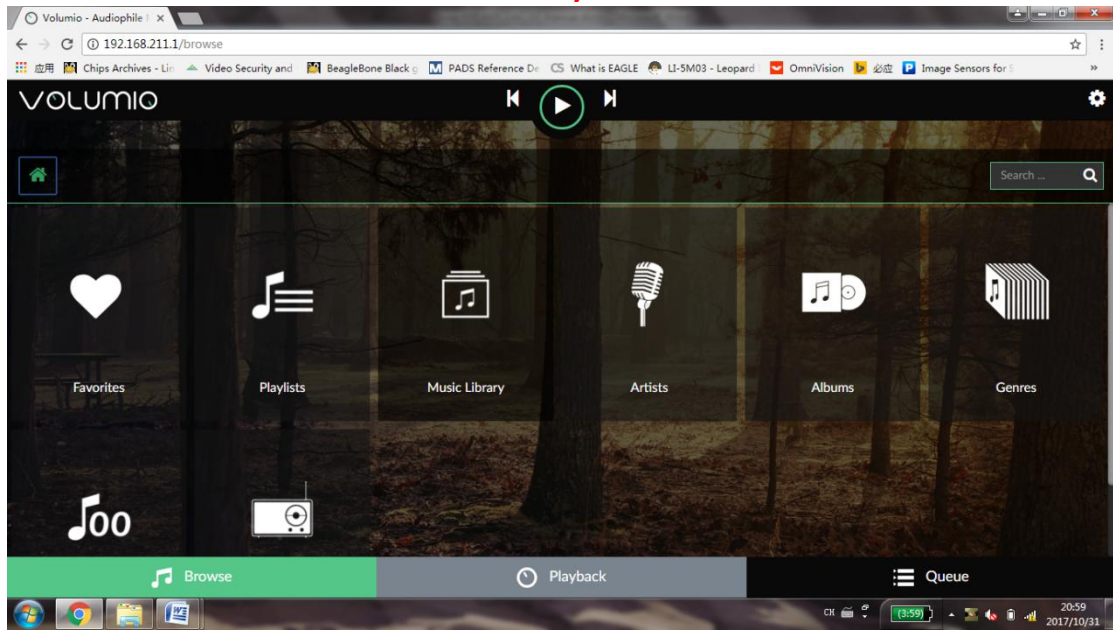 Volumio - Audiophile
192.168.211.1/browse
应用 Chips Archives - Lin Video Security and BeagleBone Black g PADS Reference De What is EAGLE LI-5M03 - Leopard OmniVision 必应 Image Sensors for S
VOLUMIO
Search ...
Favorites Playlists Music Library Artists Albums Genres
Browse Playback Queue
CH (3:59) 20:59
2017/10/31